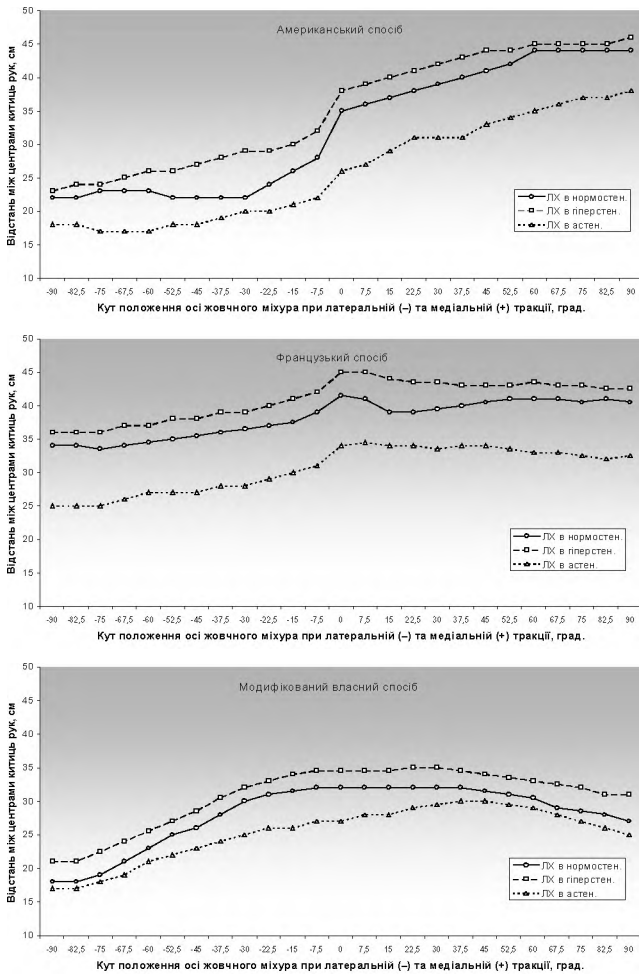 Американський спосіб
Відстань між центрами китиць рук, см
50
45
40
35
30
25
20
15
10
ЛХ в нормостен.
ЛХ в гіперстен.
ЛХ в астен.
-90 -82,5 -75 -67,5 -60 -52,5 -45 -37,5 -30 -22,5 -15 -7,5 0 7,5 15 22,5 30 37,5 45 52,5 60 67,5 75 82,5 90
Кут положення осі жовчного міхура при латеральній (–) та медіальній (+) тракції, град.
Французький спосіб
Відстань між центрами китиць рук, см
50
45
40
35
30
25
20
15
10
ЛХ в нормостен.
ЛХ в гіперстен.
ЛХ в астен.
-90 -82,5 -75 -67,5 -60 -52,5 -45 -37,5 -30 -22,5 -15 -7,5 0 7,5 15 22,5 30 37,5 45 52,5 60 67,5 75 82,5 90
Кут положення осі жовчного міхура при латеральній (–) та медіальній (+) тракції, град.
Модифікований власний спосіб
Відстань між центрами китиць рук, см
50
45
40
35
30
25
20
15
10
ЛХ в нормостен.
ЛХ в гіперстен.
ЛХ в астен.
-90 -82,5 -75 -67,5 -60 -52,5 -45 -37,5 -30 -22,5 -15 -7,5 0 7,5 15 22,5 30 37,5 45 52,5 60 67,5 75 82,5 90
Кут положення осі жовчного міхура при латеральній (–) та медіальній (+) тракції, град.